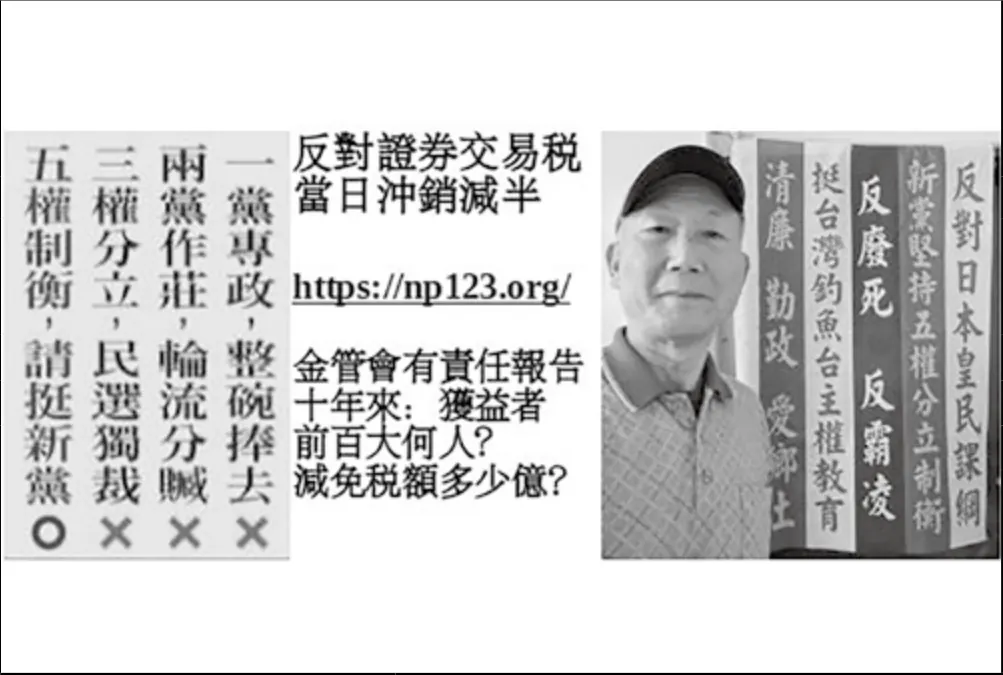 一黨專政，整碗捧去✕
兩黨作莊，輪流分贓✕
三權分立，民選獨裁✕
五權制衡，請挺新黨○
反對證券交易税
當日沖銷減半
https://np123.org/
金管會有責任報告
十年來：獲益者
前百大何人?
減免税額多少億?
反對日本皇民課綱
新黨堅持五權分立制衡
反廢死 反霸凌
挺台灣釣魚台主權教育
清廉 勤政 愛鄉土